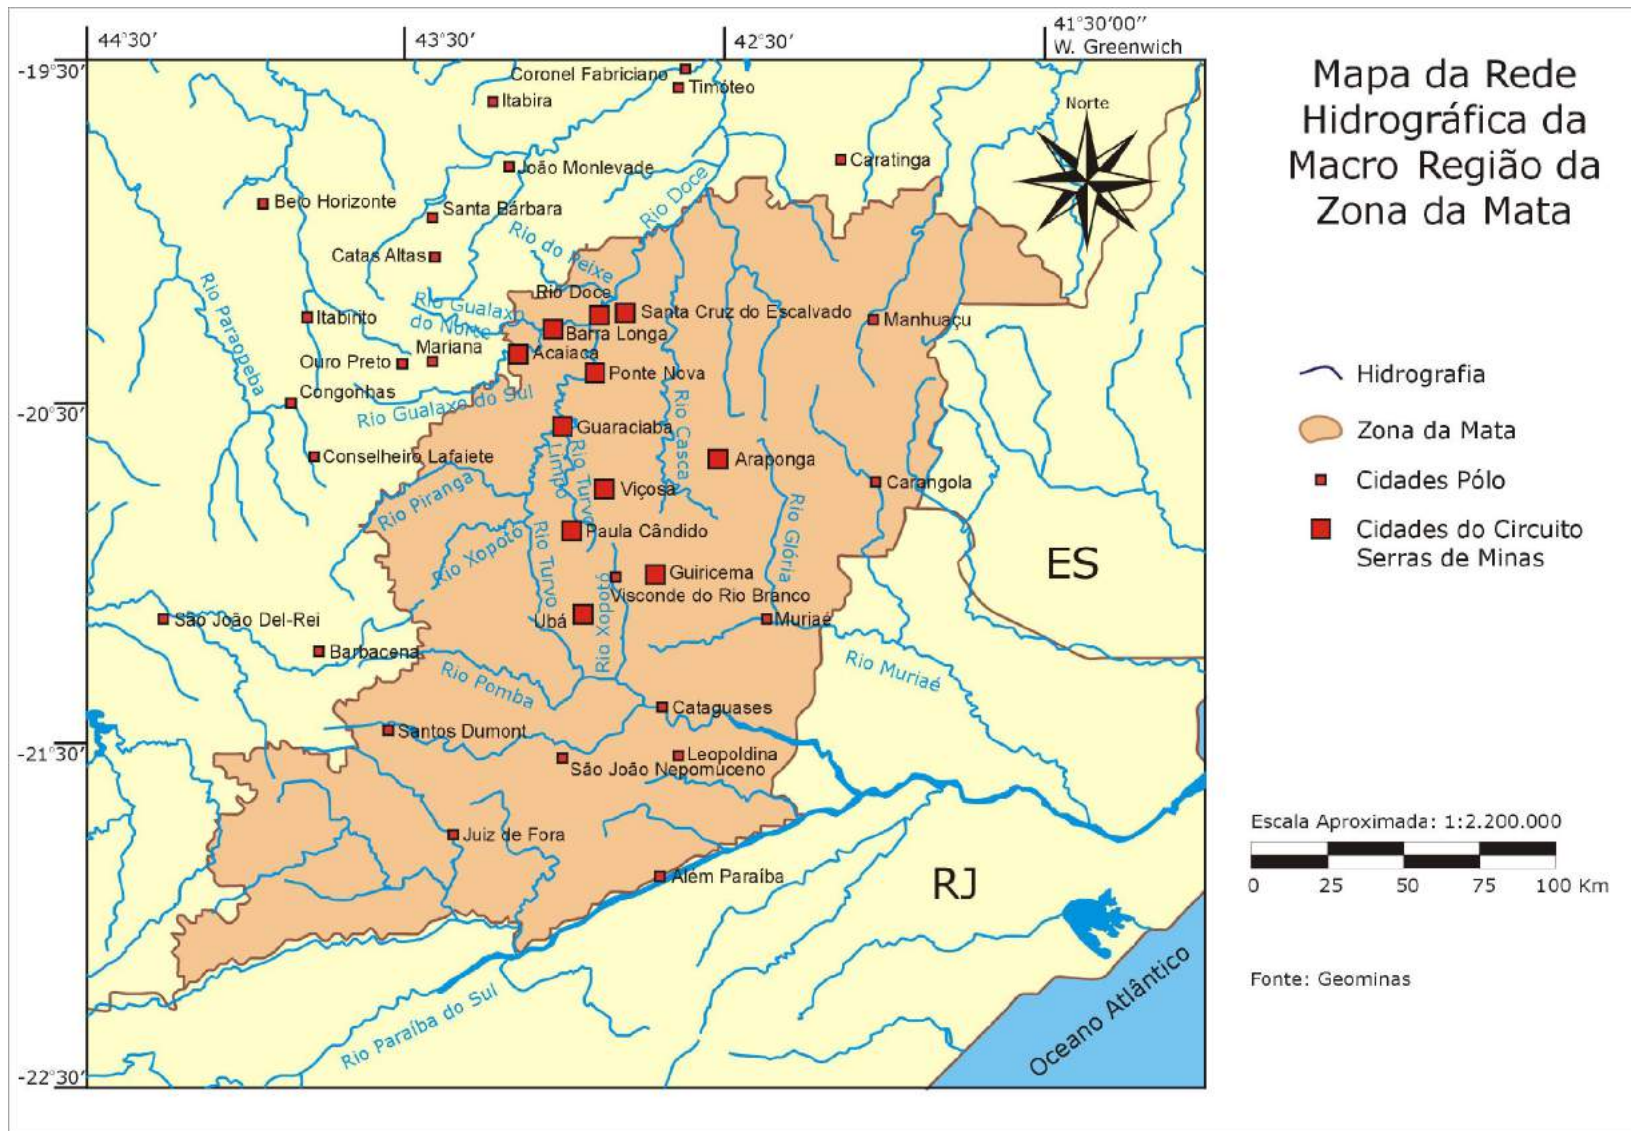 44°30'
43°30'
42°30'
41°30'00''
W. Greenwich
-19°30'
-20°30'
-21°30'
-22°30'
Coronel Fabriciano
Timóteo
Itabira
Norte
Caratinga
João Monlevade
Belo Horizonte
Santa Bárbara
Rio Doce
Rio do Peixe
Catas Altas
Rio Paraopeba
Rio Doce
Rio Gualaxo
do Norte
Santa Cruz do Escalvado
Manhuaçu
Itabirito
Barra Longa
Mariana
Acaiaca
Ouro Preto
Ponte Nova
Congonhas
Rio Gualaxo do Sul
Rio Casca
Guaraciaba
Conselheiro Lafaiete
Limpo
Rio Turvo
Araponga
Carangola
Rio Piranga
Viçosa
Rio Glória
Paula Cândido
Rio Xopotó
Rio Turvo
ES
Guiricema
Visconde do Rio Branco
Rio Xopotó
Ubá
São João Del-Rei
Muriaé
Barbacena
Rio Pomba
Rio Muriaé
Cataguases
Santos Dumont
Leopoldina
São João Nepomuceno
Juiz de Fora
Alem Paraíba
RJ
Rio Paraíba do Sul
Oceano Atlântico
Mapa da Rede
Hidrográfica da
Macro Região da
Zona da Mata
Hidrografia
Zona da Mata
Cidades Pólo
Cidades do Circuito
Serras de Minas
Escala Aproximada: 1:2.200.000
0 25 50 75 100 Km
Fonte: Geominas